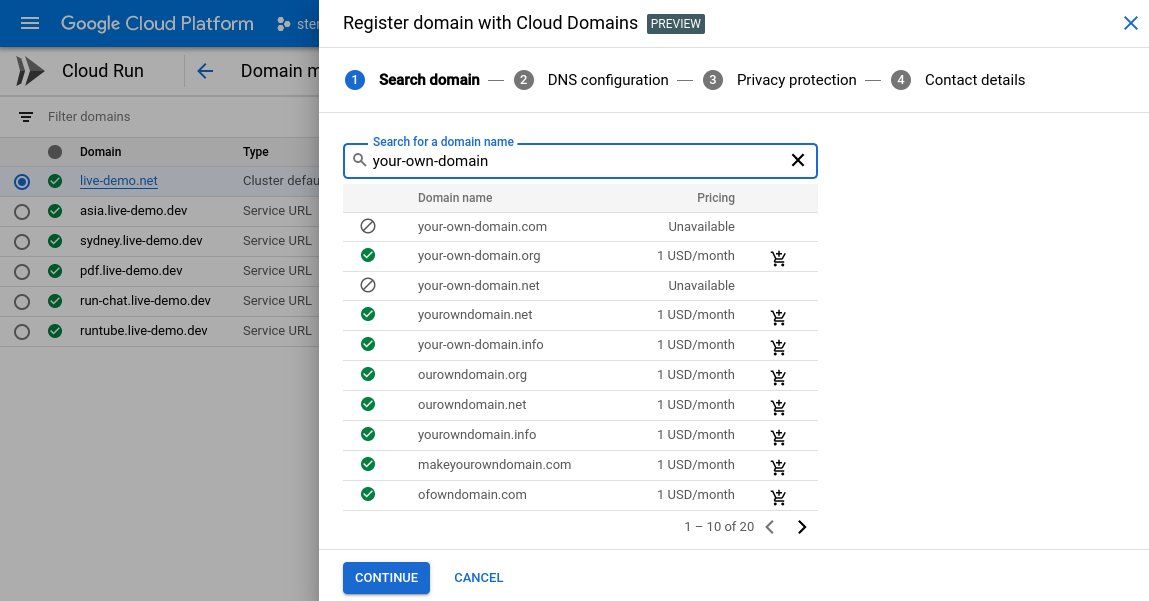 Google Cloud Platform
Register domain with Cloud Domains PREVIEW
Cloud Run
1 Search domain — 2 DNS configuration — 3 Privacy protection — 4 Contact details
Filter domains
Domain Type
live-demo.net
asia.live-demo.dev Service URL
sydney.live-demo.dev Service URL
pdf.live-demo.dev Service URL
run-chat.live-demo.dev Service URL
runtube.live-demo.dev Service URL
Search for a domain name
your-own-domain
Domain name Pricing
your-own-domain.com Unavailable
your-own-domain.org 1 USD/month
your-own-domain.net Unavailable
yourowndomain.net 1 USD/month
your-own-domain.info 1 USD/month
ourowndomain.org 1 USD/month
ourowndomain.net 1 USD/month
yourowndomain.info 1 USD/month
makeyourowndomain.com 1 USD/month
ofowndomain.com 1 USD/month
1 – 10 of 20
CONTINUE CANCEL